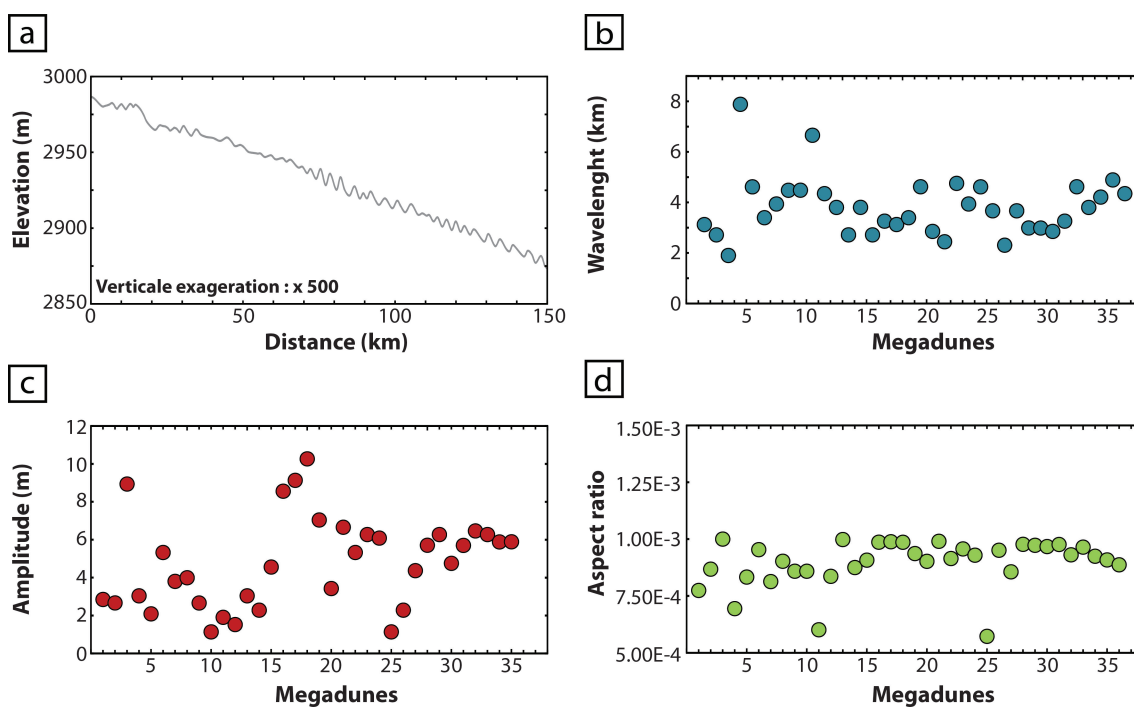 a
3000
2950
2900
2850
Elevation (m)
Verticale exageration : x 500
0 50 100 150
Distance (km)
b
8
6
4
2
0
Wavelenght (km)
5 10 15 20 25 30 35
Megadunes
c
12
10
8
6
4
2
0
Amplitude (m)
5 10 15 20 25 30 35
Megadunes
d
1.50E-3
1.25E-3
1.00E-3
7.50E-4
5.00E-4
Aspect ratio
5 10 15 20 25 30 35
Megadunes